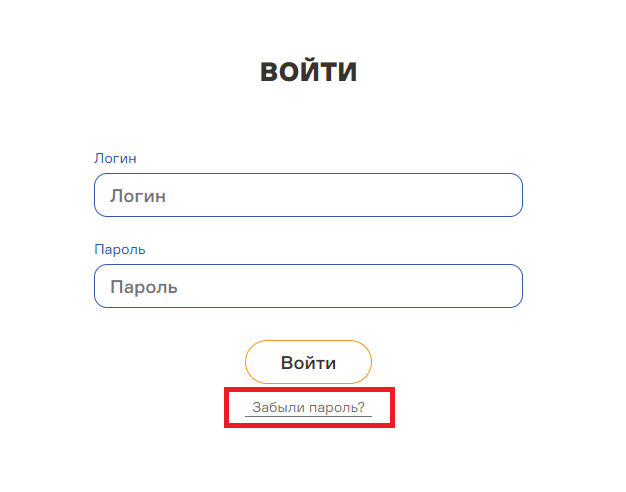 ВОЙТИ
Логин
Логин
Пароль
Пароль
Войти
Забыли пароль?